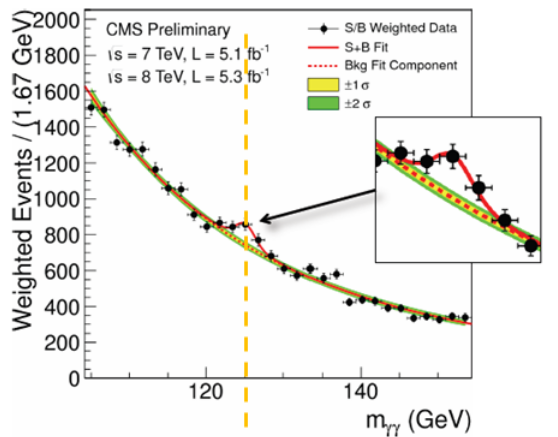 CMS Preliminary
√s = 7 TeV, L = 5.1 fb⁻¹
√s = 8 TeV, L = 5.3 fb⁻¹
S/B Weighted Data
S+B Fit
Bkg Fit Component
±1 σ
±2 σ
Weighted Events / (1.67 GeV)
2000
1800
1600
1400
1200
1000
800
600
400
200
0
120
140
mγγ (GeV)